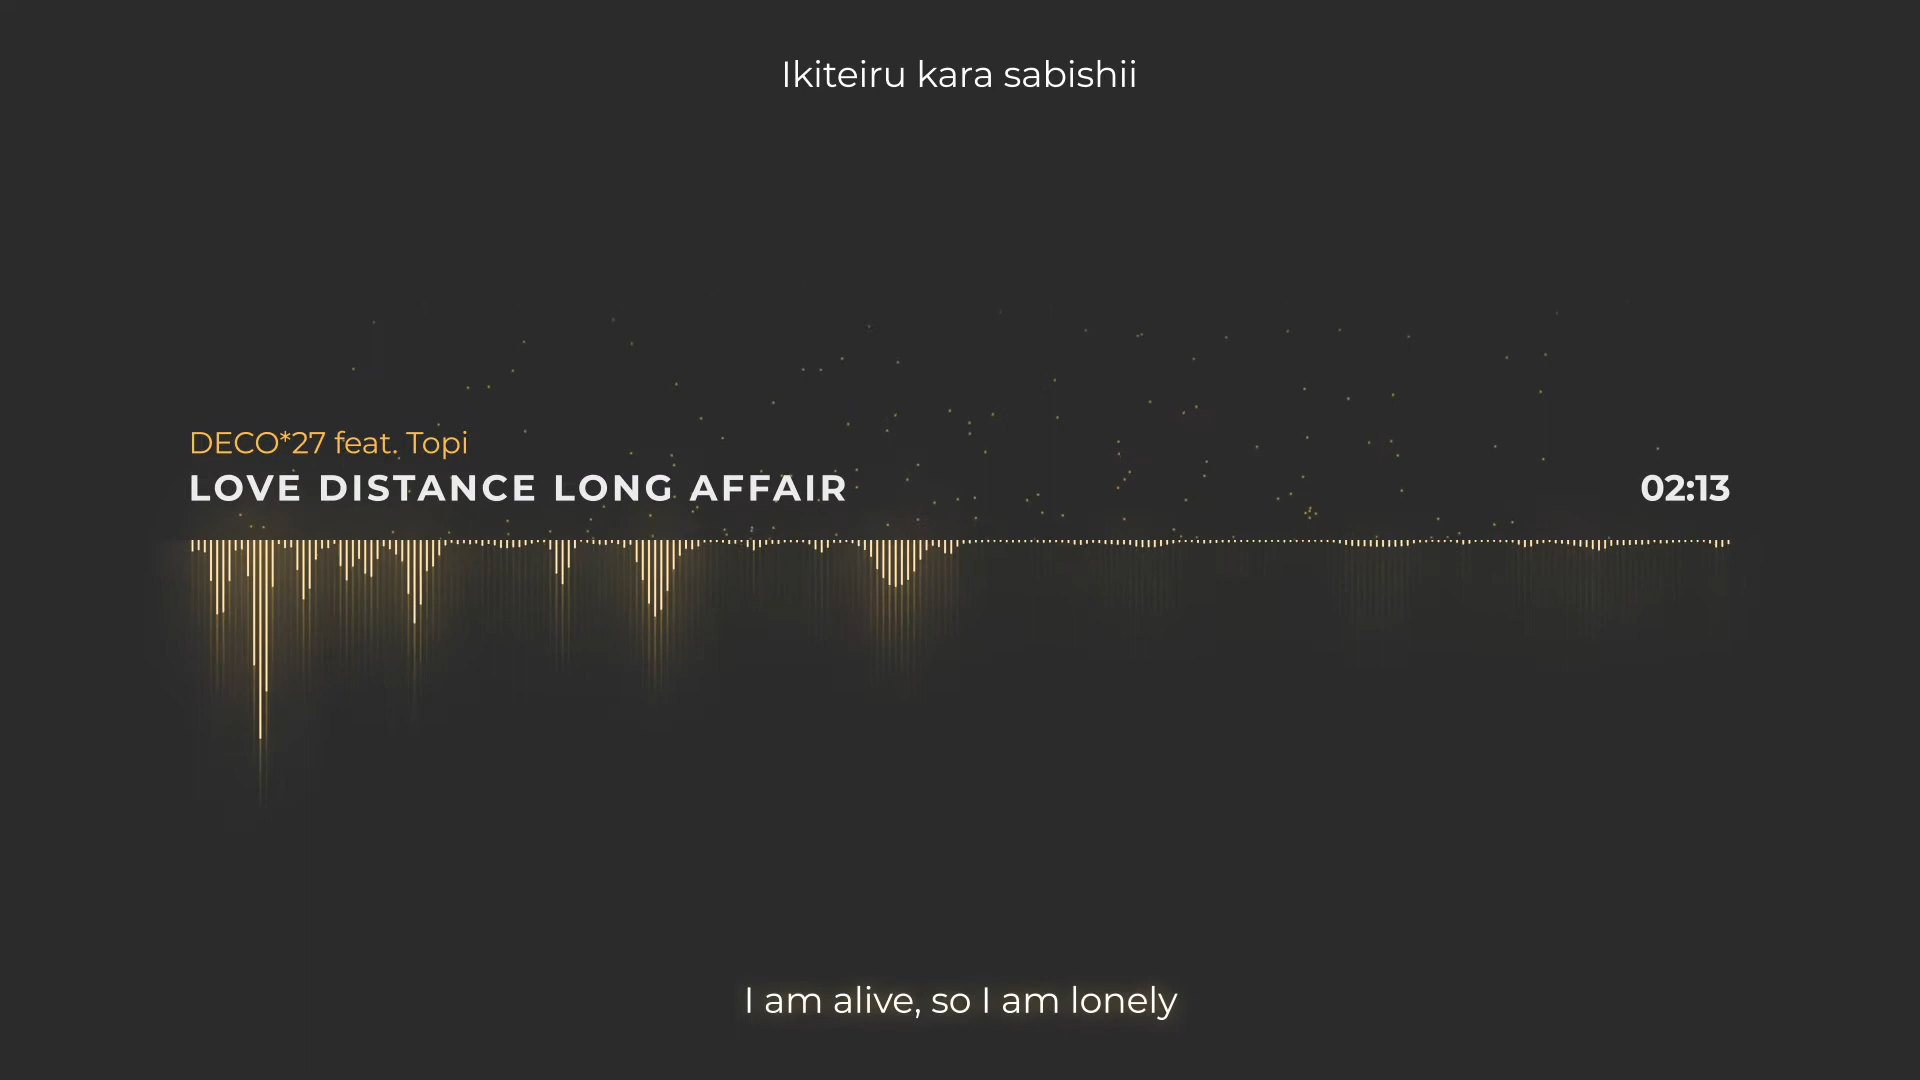 Ikiteiru kara sabishii
DECO*27 feat. Topi
LOVE DISTANCE LONG AFFAIR
02:13
I am alive, so I am lonely